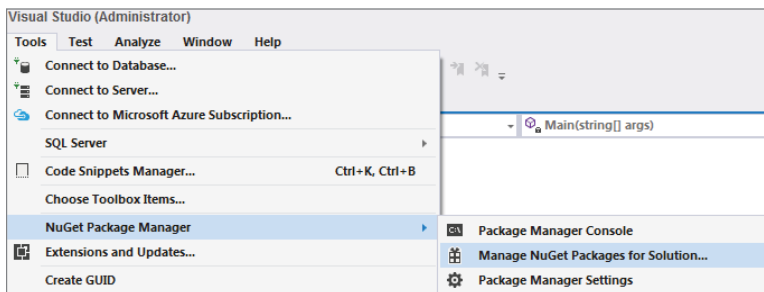 Visual Studio (Administrator)
Tools Test Analyze Window Help
Connect to Database...
Connect to Server...
Connect to Microsoft Azure Subscription...
Main(string[] args)
SQL Server
Code Snippets Manager... Ctrl+K, Ctrl+B
Choose Toolbox Items...
NuGet Package Manager
Extensions and Updates...
Create GUID
C:\
Package Manager Console
Manage NuGet Packages for Solution...
Package Manager Settings